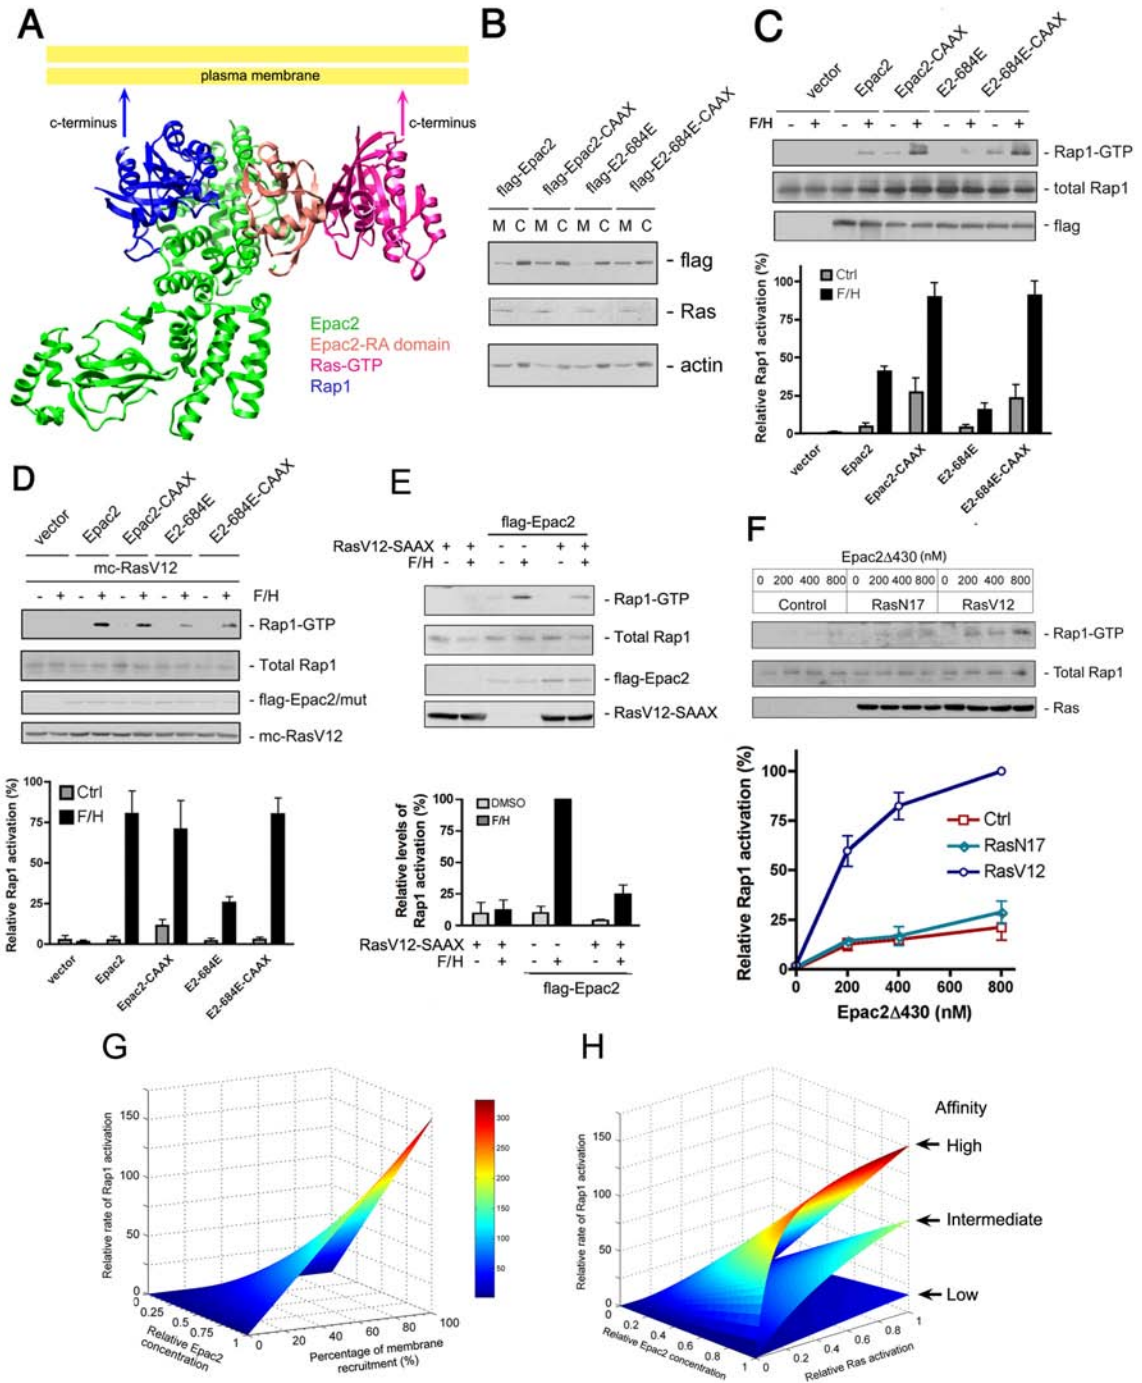 A
plasma membrane
c-terminus
c-terminus
Epac2
Epac2-RA domain
Ras-GTP
Rap1
B
flag-Epac2
flag-Epac2-CAAX
flag-E2-684E
flag-E2-684E-CAAX
M C M C M C M C
- flag
- Ras
- actin
C
vector
Epac2
Epac2-CAAX
E2-684E
E2-684E-CAAX
F/H - + - + - + - + - +
- Rap1-GTP
- total Rap1
- flag
Relative Rap1 activation (%)
100
75
50
25
0
Ctrl
F/H
vector
Epac2
Epac2-CAAX
E2-684E
E2-684E-CAAX
D
vector
Epac2
Epac2-CAAX
E2-684E
E2-684E-CAAX
mc-RasV12
- + - + - + - + - + F/H
- Rap1-GTP
- Total Rap1
- flag-Epac2/mut
- mc-RasV12
Relative Rap1 activation (%)
100
75
50
25
0
Ctrl
F/H
vector
Epac2
Epac2-CAAX
E2-684E
E2-684E-CAAX
E
flag-Epac2
RasV12-SAAX + + - - + +
F/H - + - + - +
- Rap1-GTP
- Total Rap1
- flag-Epac2
- RasV12-SAAX
Relative levels of
Rap1 activation (%)
100
75
50
25
0
DMSO
F/H
RasV12-SAAX + + - - + +
F/H - + - + - +
flag-Epac2
F
Epac2Δ430 (nM)
0 200 400 800 0 200 400 800 0 200 400 800
Control RasN17 RasV12
- Rap1-GTP
- Total Rap1
- Ras
Relative Rap1 activation (%)
100
75
50
25
0
Ctrl
RasN17
RasV12
0 200 400 600 800
Epac2Δ430 (nM)
G
Relative rate of Rap1 activation
150
100
50
0
0
0.25
0.5
0.75
1
Relative Epac2
concentration
0 20 40 60 80 100
Percentage of membrane
recruitment (%)
300
250
200
150
100
50
H
Relative rate of Rap1 activation
150
100
50
0
0
0.2
0.4
0.6
0.8
1
Relative Epac2 concentration
0
0.2
0.4
0.6
0.8
1
Relative Ras activation
Affinity
High
Intermediate
Low